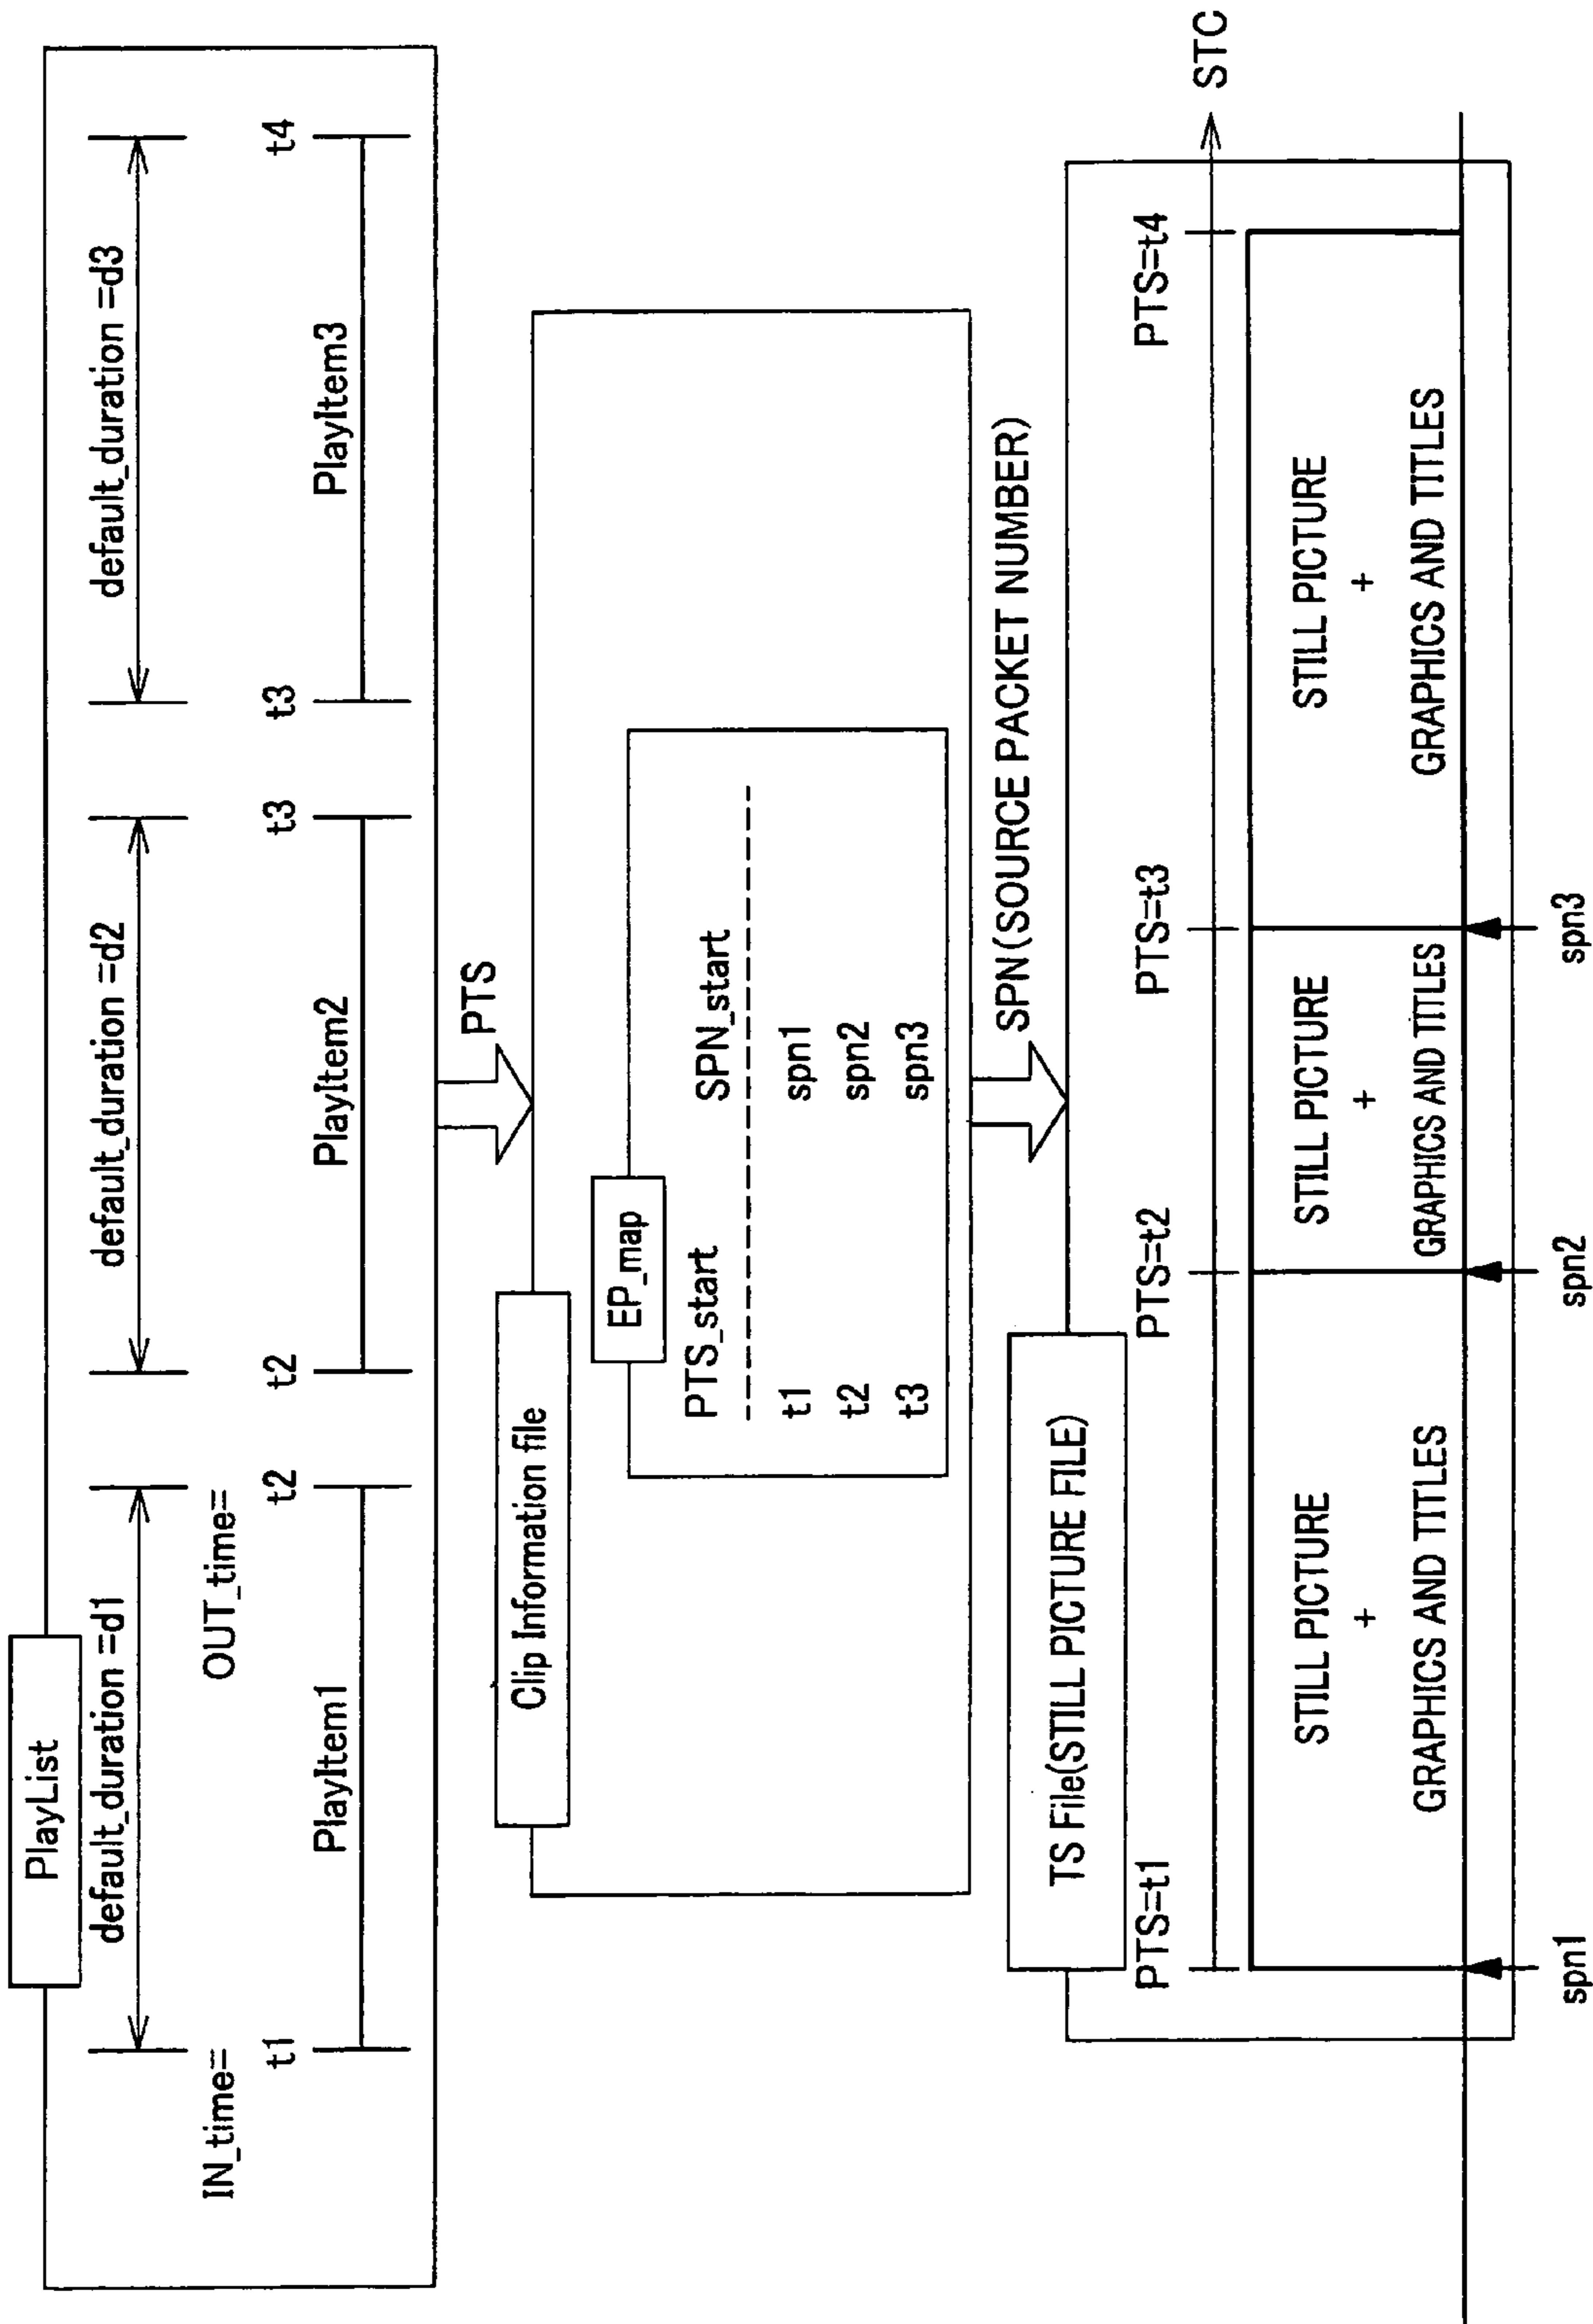 PlayList
default_duration =d1
default_duration =d2
default_duration =d3
IN_time=
OUT_time=
t1
t2
t2
t3
t3
t4
PlayItem1
PlayItem2
PlayItem3
PTS
Clip Information file
EP_map
PTS_start SPN_start
t1 spn1
t2 spn2
t3 spn3
SPN(SOURCE PACKET NUMBER)
TS File(STILL PICTURE FILE)
PTS=t1
PTS=t2
PTS=t3
PTS=t4
STC
STILL PICTURE
+
GRAPHICS AND TITLES
STILL PICTURE
+
GRAPHICS AND TITLES
STILL PICTURE
+
GRAPHICS AND TITLES
spn1
spn2
spn3